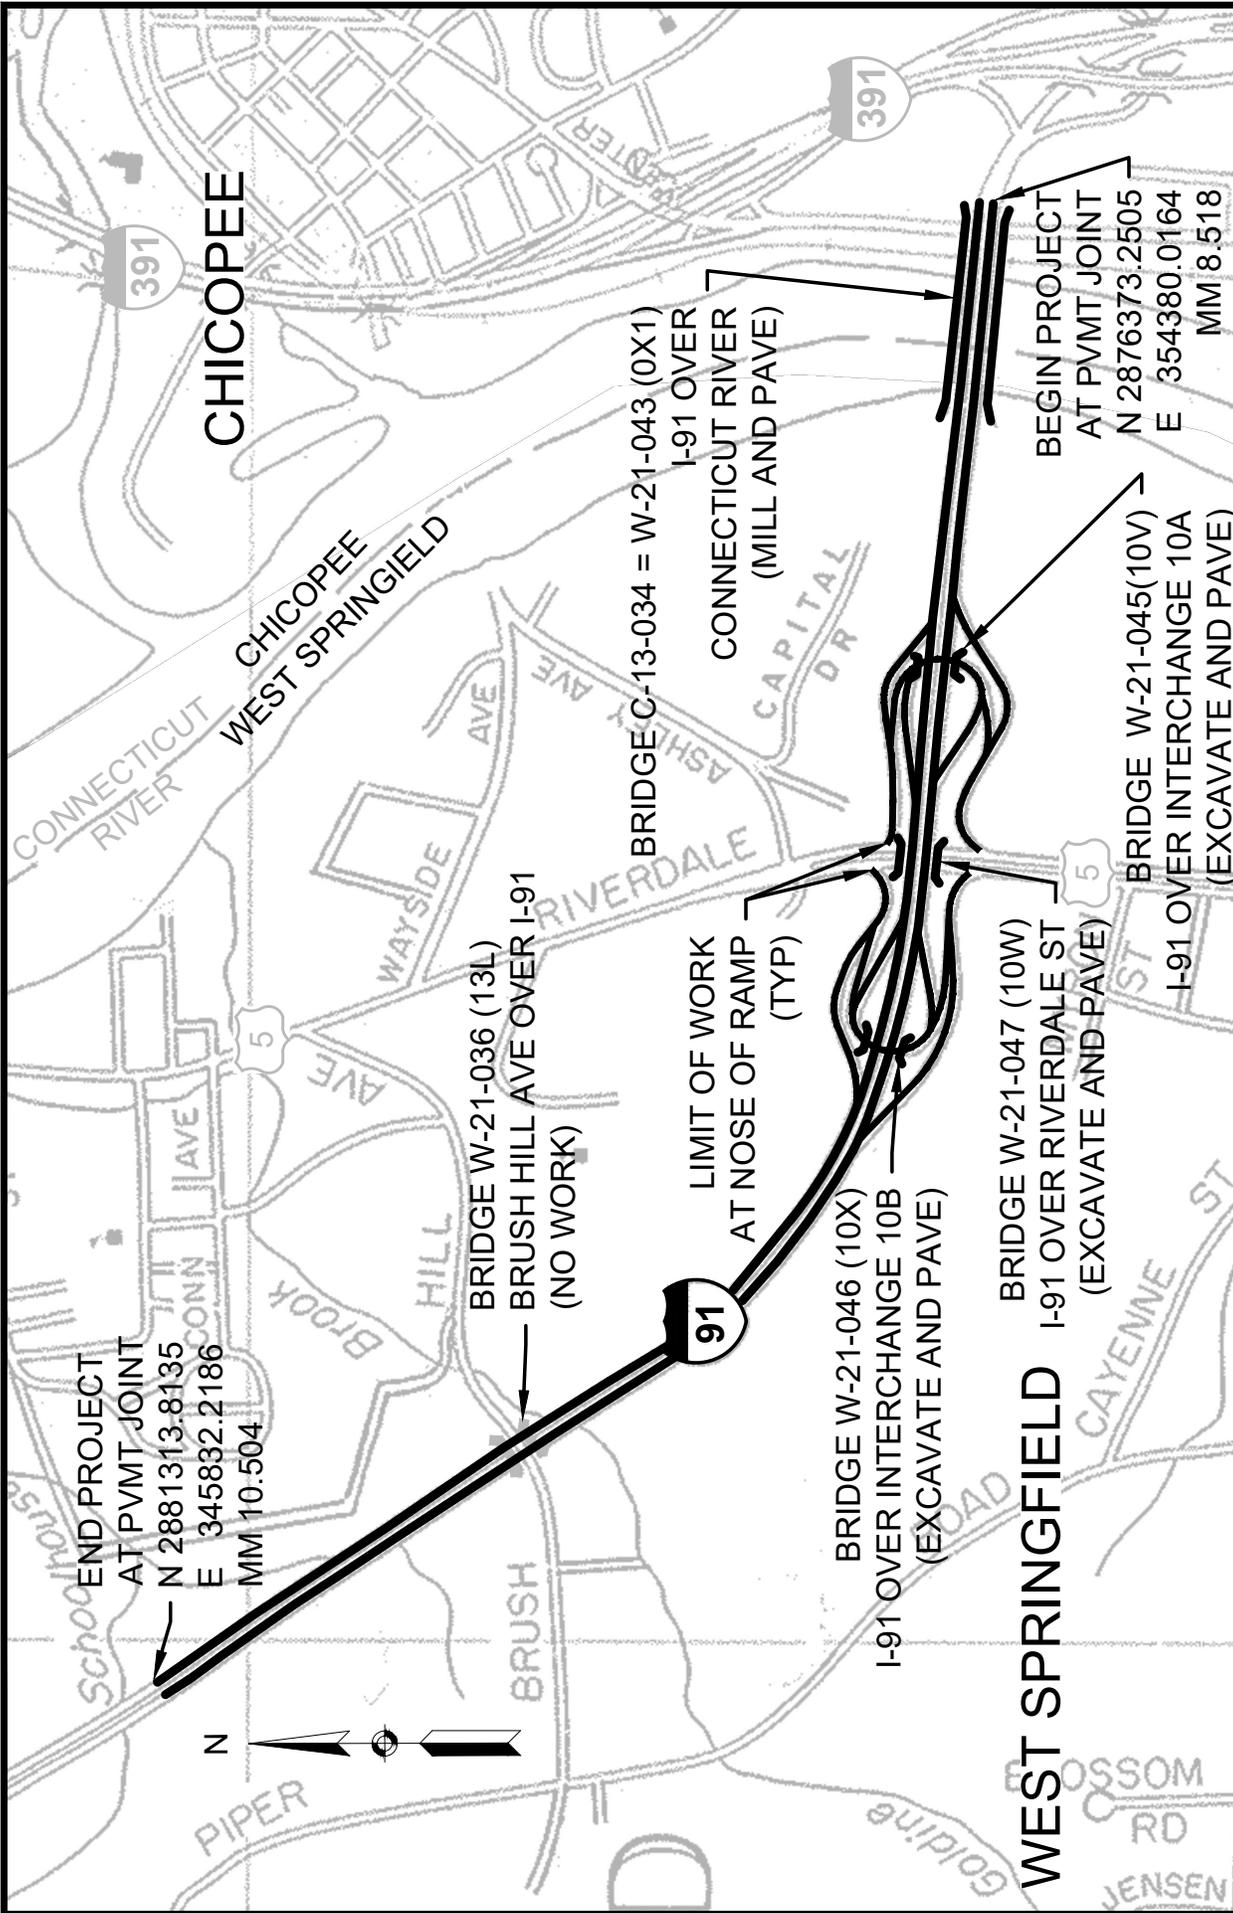 END PROJECT
AT PVMT JOINT
N 2881313.8135
E 345832.2186
MM 10.504
Schoolhouse
N
PIPER
ROAD
BRUSH
HILL
AVE
Brook
CONN
AVE
5
CONNECTICUT
RIVER
CHICOPEE
WEST SPRINGIELD
CHICOPEE
391
391
CENTER
BRIDGE W-21-036 (13L)
BRUSH HILL AVE OVER I-91
(NO WORK)
WAYSIDE
AVE
RIVERDALE
ASHLEY AVE
CAPITAL
DR
BRIDGE C-13-034 = W-21-043 (0X1)
I-91 OVER
CONNECTICUT RIVER
(MILL AND PAVE)
91
LIMIT OF WORK
AT NOSE OF RAMP
(TYP)
BRIDGE W-21-046 (10X)
I-91 OVER INTERCHANGE 10B
(EXCAVATE AND PAVE)
BRIDGE W-21-047 (10W)
I-91 OVER RIVERDALE ST
(EXCAVATE AND PAVE)
5
ST
BRIDGE W-21-045(10V)
I-91 OVER INTERCHANGE 10A
(EXCAVATE AND PAVE)
BEGIN PROJECT
AT PVMT JOINT
N 2876373.2505
E 354380.0164
MM 8.518
WEST SPRINGFIELD
CAYENNE
ST
Goldine
BLOSSOM
RD
JENSEN